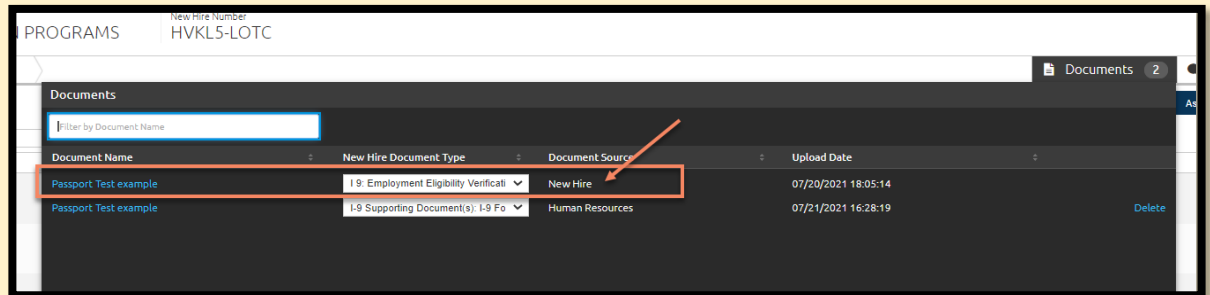 New Hire Number
PROGRAMS HVKL5-LOTC
Documents 2
Documents
As
Filter by Document Name
Document Name New Hire Document Type Document Source Upload Date
Passport Test example I 9: Employment Eligibility Verificati New Hire 07/20/2021 18:05:14
Passport Test example I-9 Supporting Document(s): I-9 Fo Human Resources 07/21/2021 16:28:19 Delete